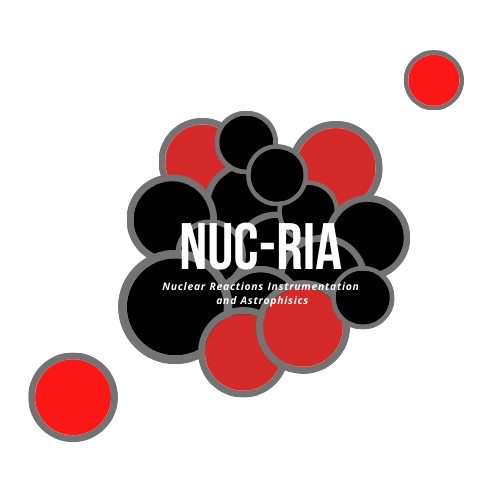 NUC-RIA
Nuclear Reactions Instrumentation
and Astrophisics